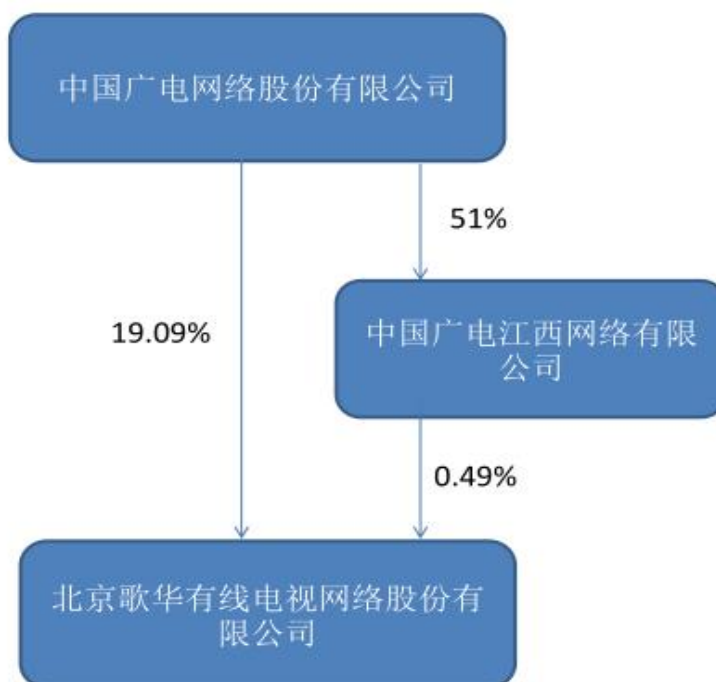 中国广电网络股份有限公司
51%
19.09%
中国广电江西网络有限
公司
0.49%
北京歌华有线电视网络股份有
限公司